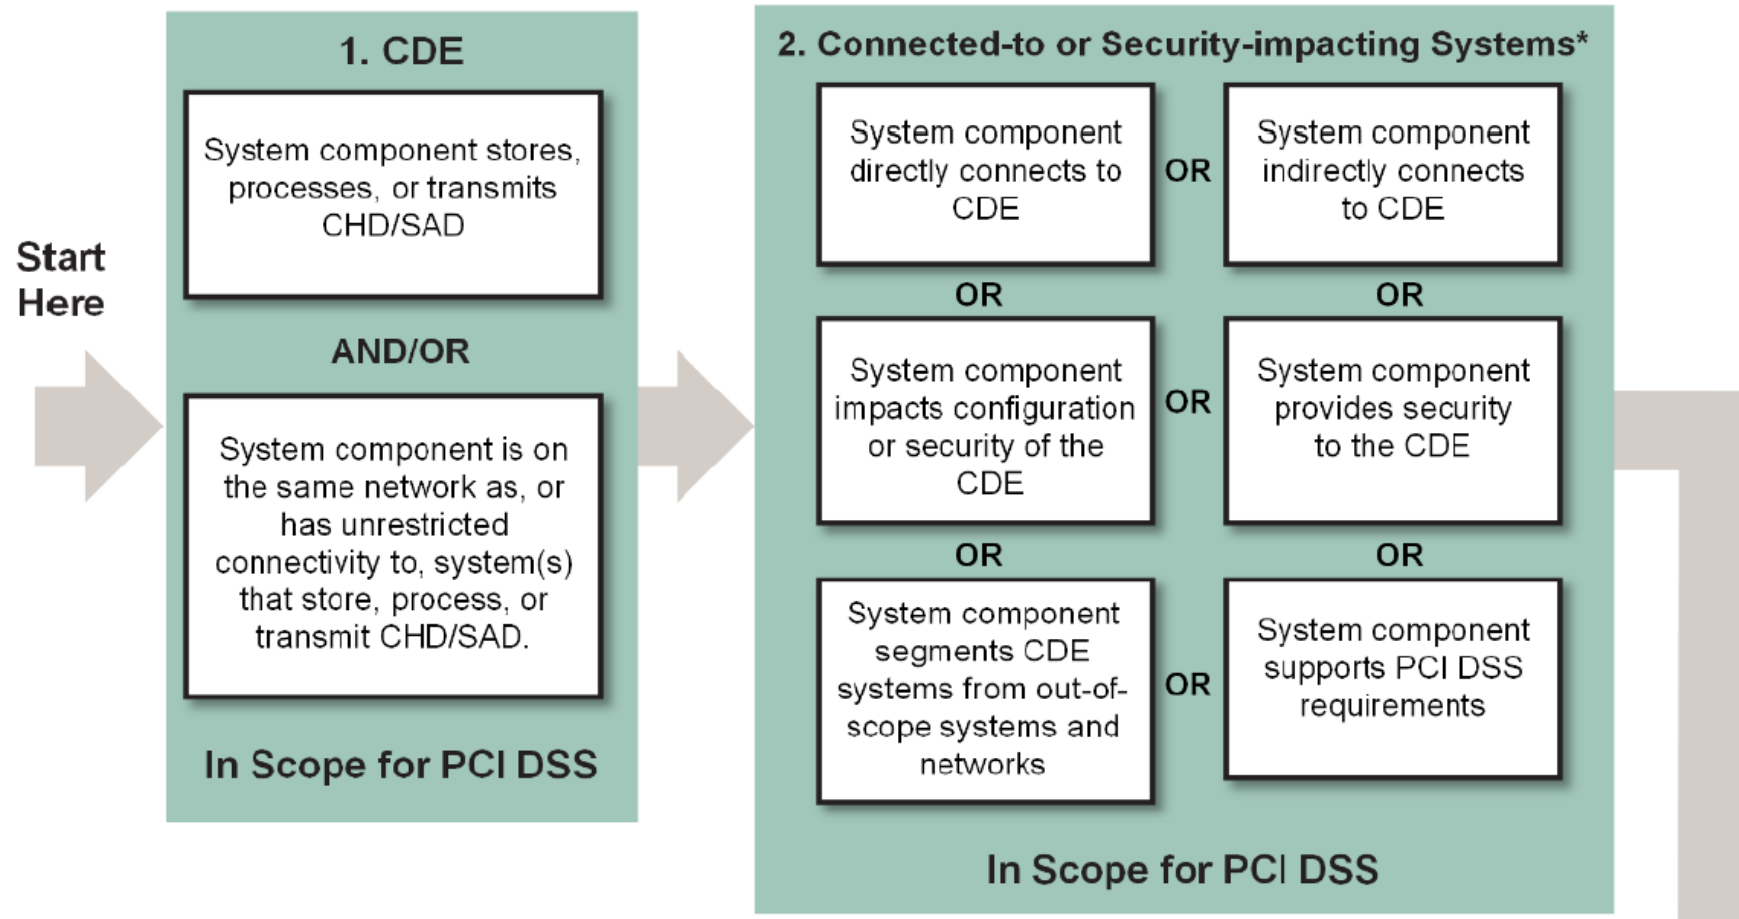 Start
Here
1. CDE
System component stores,
processes, or transmits
CHD/SAD
AND/OR
System component is on
the same network as, or
has unrestricted
connectivity to, system(s)
that store, process, or
transmit CHD/SAD.
In Scope for PCI DSS
2. Connected-to or Security-impacting Systems*
System component
directly connects to
CDE
OR
System component
indirectly connects
to CDE
OR
OR
System component
impacts configuration
or security of the
CDE
OR
System component
provides security
to the CDE
OR
OR
System component
segments CDE
systems from out-of-
scope systems and
networks
OR
System component
supports PCI DSS
requirements
In Scope for PCI DSS